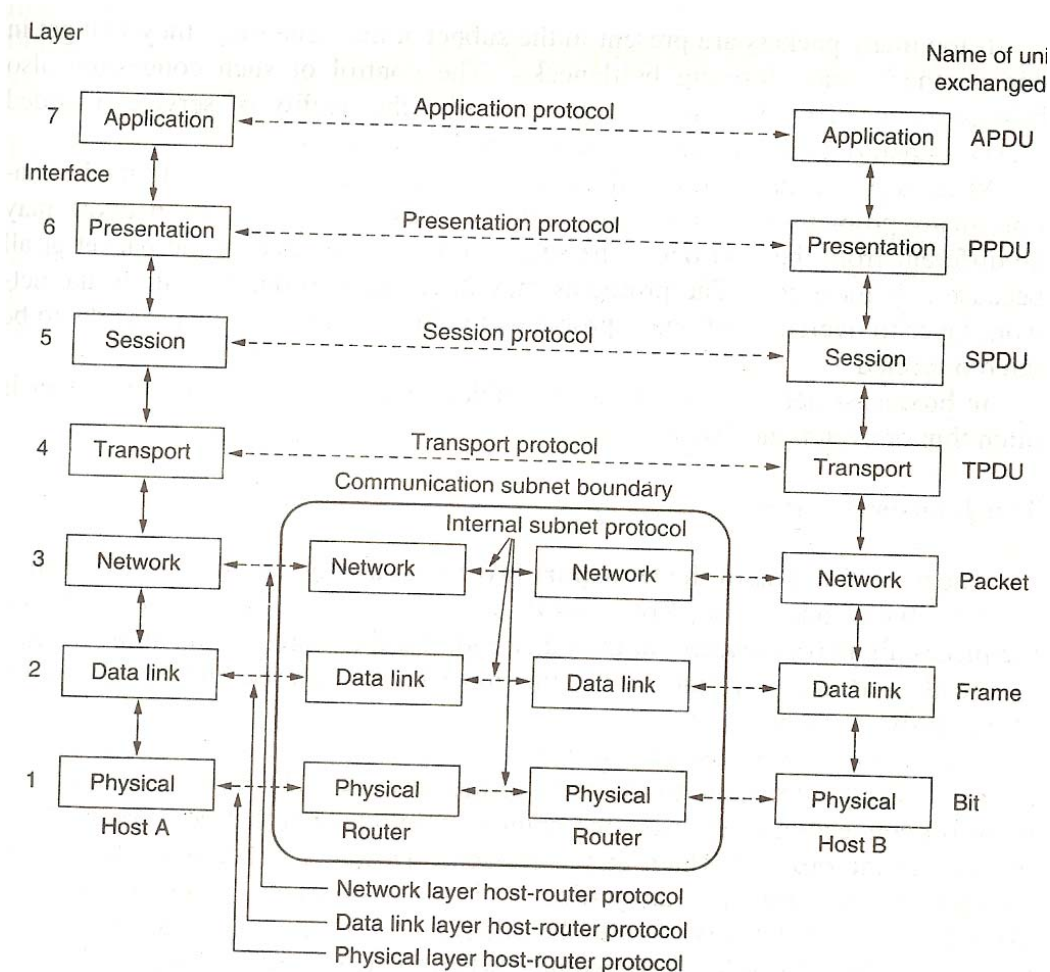 Layer
Name of uni
exchanged
7 Application Application protocol Application APDU
Interface
6 Presentation Presentation protocol Presentation PPDU
5 Session Session protocol Session SPDU
4 Transport Transport protocol Transport TPDU
Communication subnet boundary
Internal subnet protocol
3 Network Network Network Network Packet
2 Data link Data link Data link Data link Frame
1 Physical Physical Physical Physical Bit
Host A Router Router Host B
Network layer host-router protocol
Data link layer host-router protocol
Physical layer host-router protocol